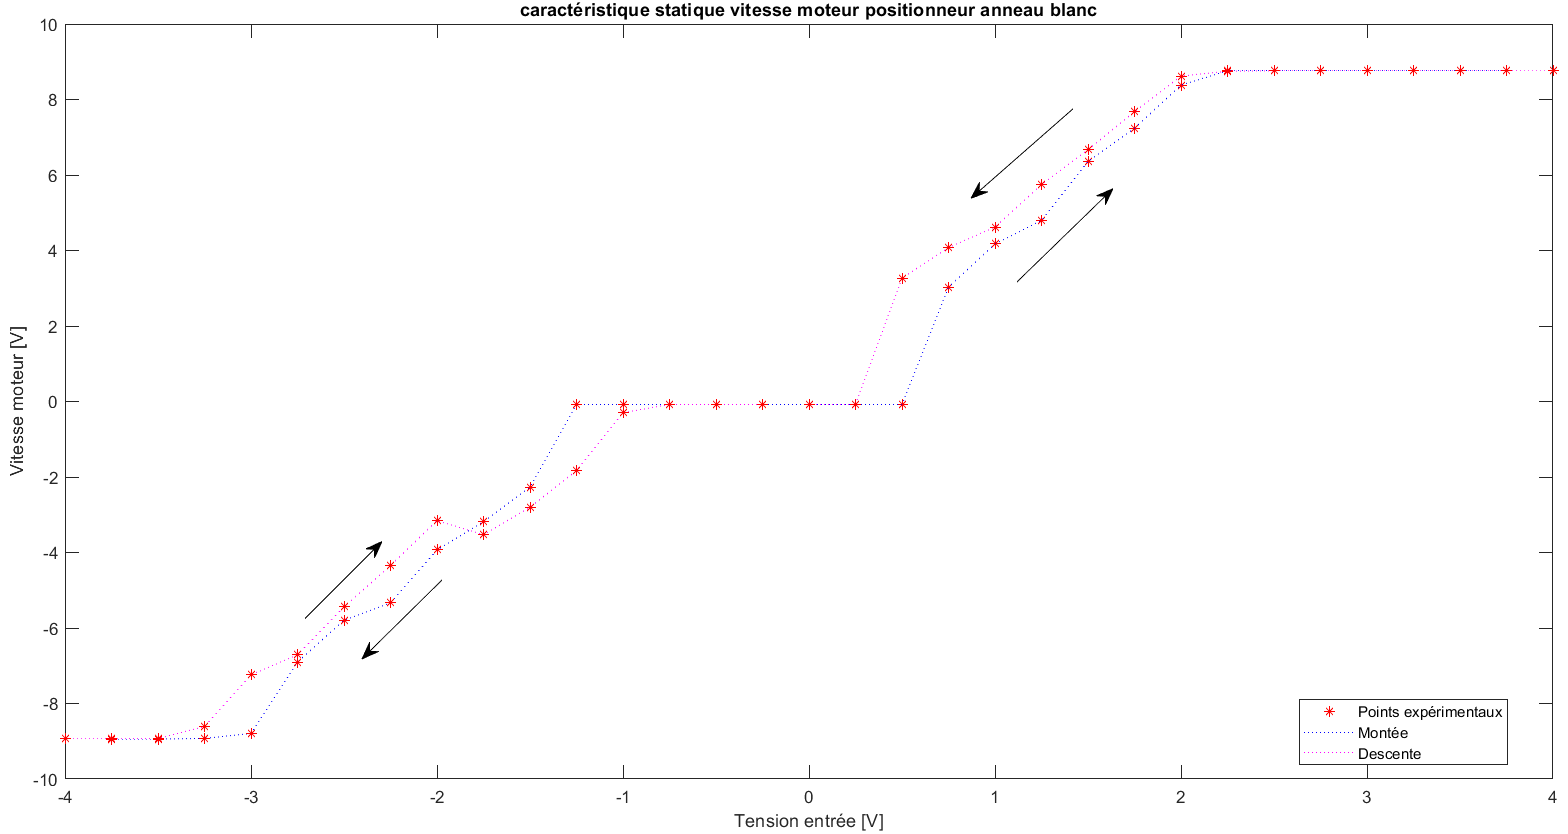 caractéristique statique vitesse moteur positionneur anneau blanc
10
8
6
4
2
0
-2
-4
-6
-8
-10
Vitesse moteur [V]
-4 -3 -2 -1 0 1 2 3 4
Tension entrée [V]
Points expérimentaux
Montée
Descente